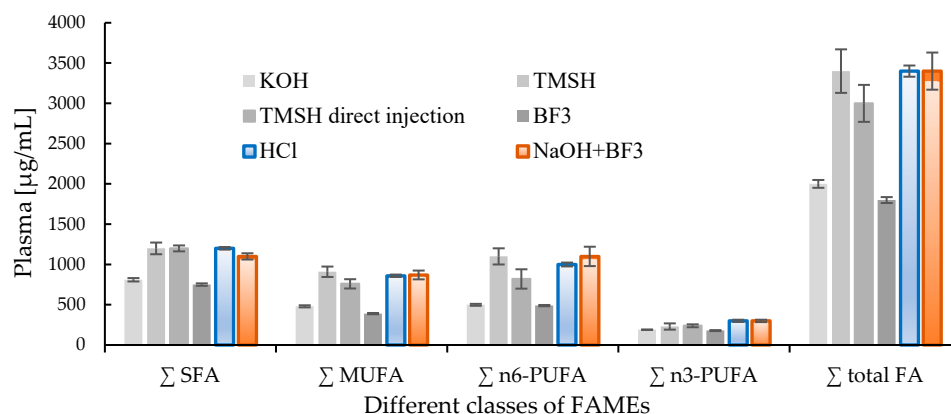 4000
3500
3000
2500
2000
1500
1000
500
0
Plasma [µg/mL]
KOH TMSH
TMSH direct injection BF3
HCl NaOH+BF3
∑ SFA ∑ MUFA ∑ n6-PUFA ∑ n3-PUFA ∑ total FA
Different classes of FAMEs